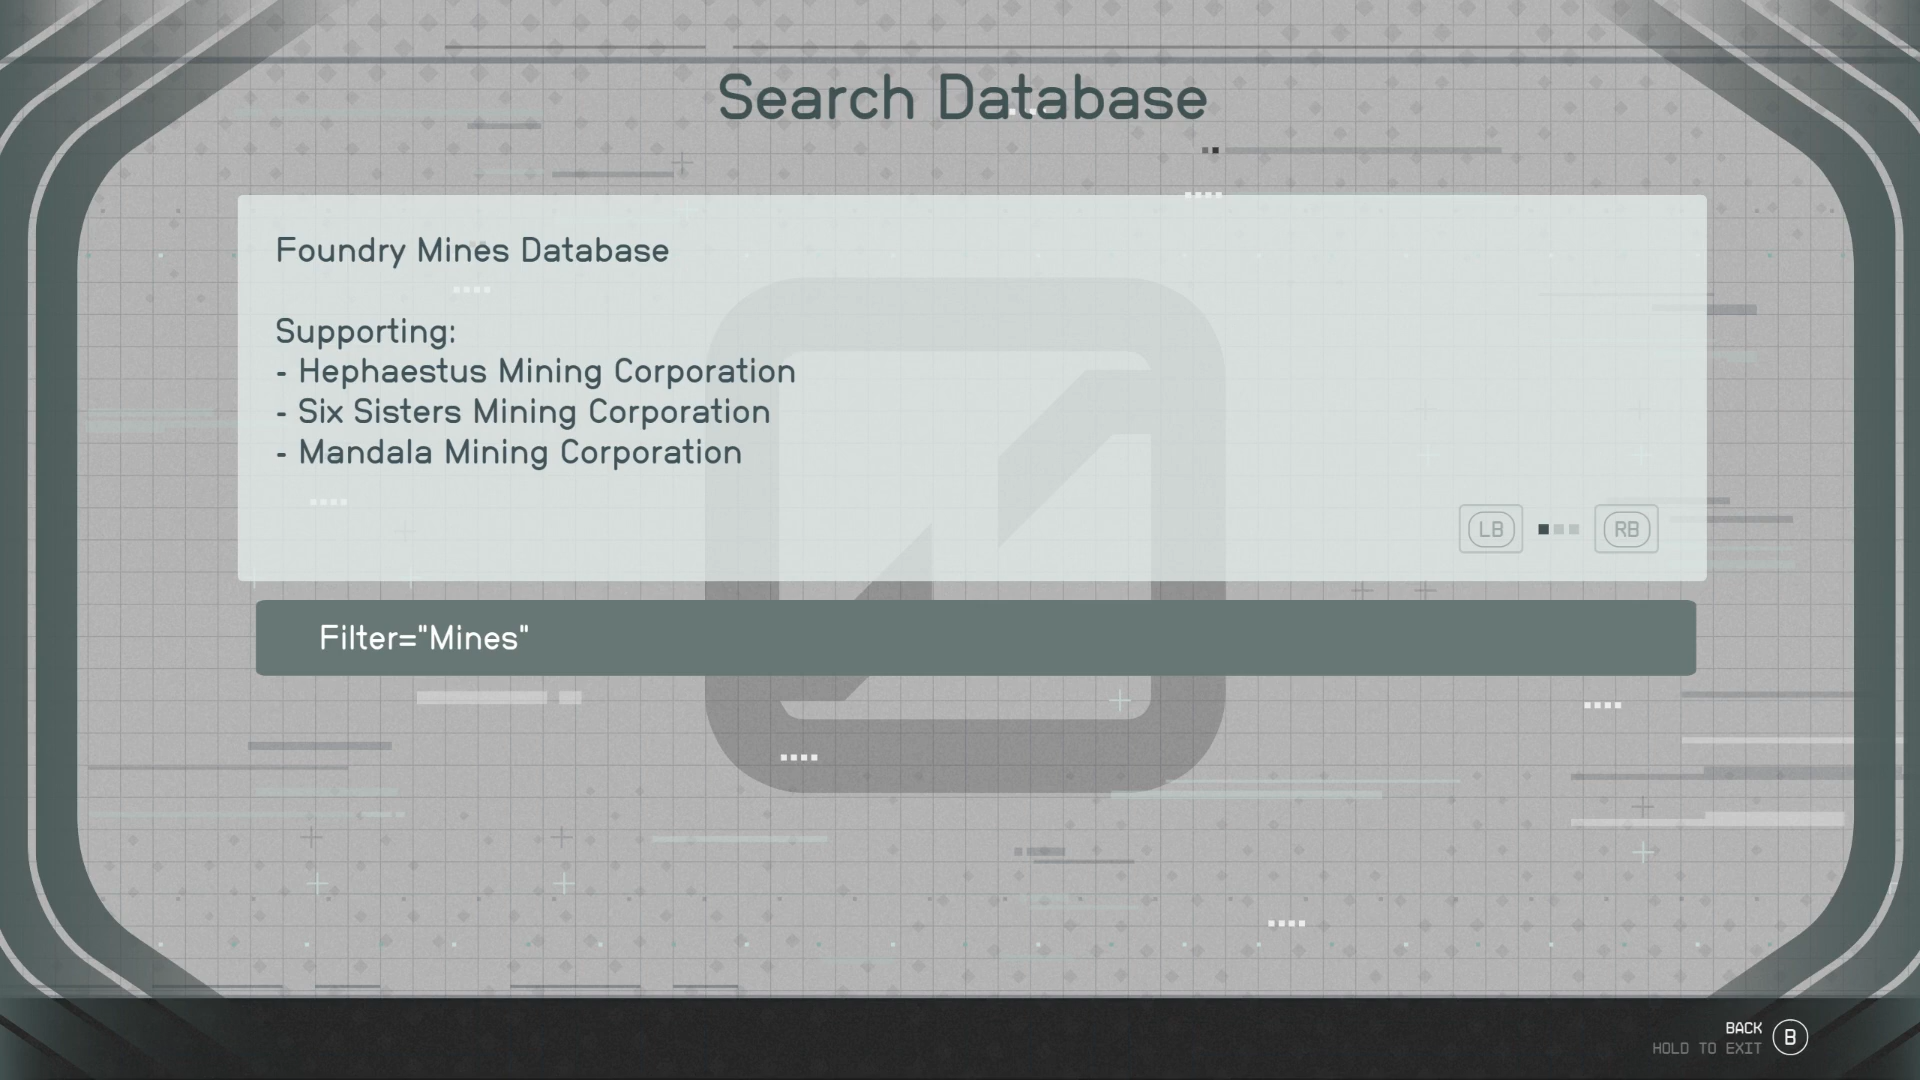 Search Database
Foundry Mines Database
Supporting:
- Hephaestus Mining Corporation
- Six Sisters Mining Corporation
- Mandala Mining Corporation
LB RB
Filter="Mines"
BACK
HOLD TO EXIT B